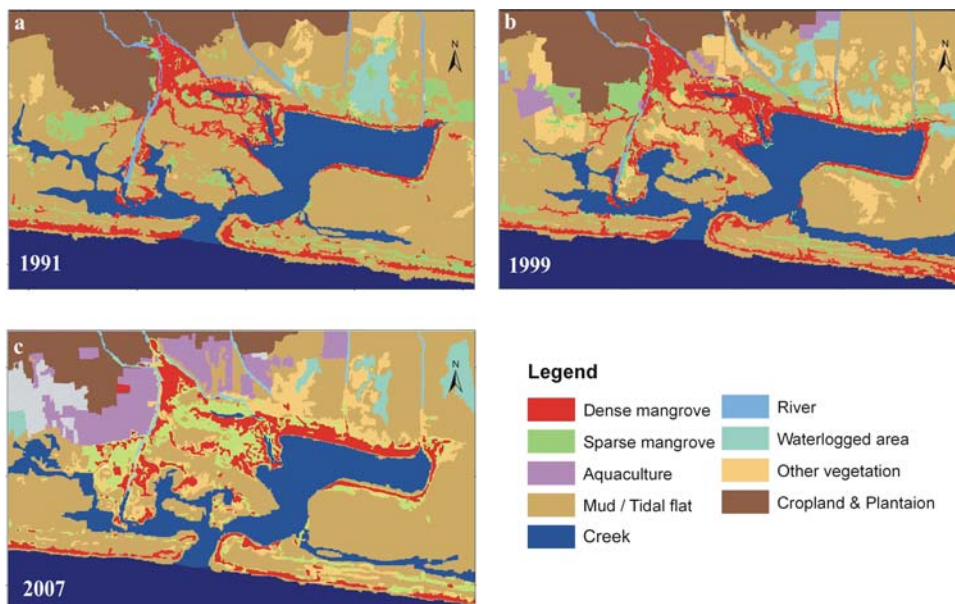 a
N
1991
b
N
1999
c
N
2007
Legend
Dense mangrove
Sparse mangrove
Aquaculture
Mud / Tidal flat
Creek
River
Waterlogged area
Other vegetation
Cropland & Plantaion